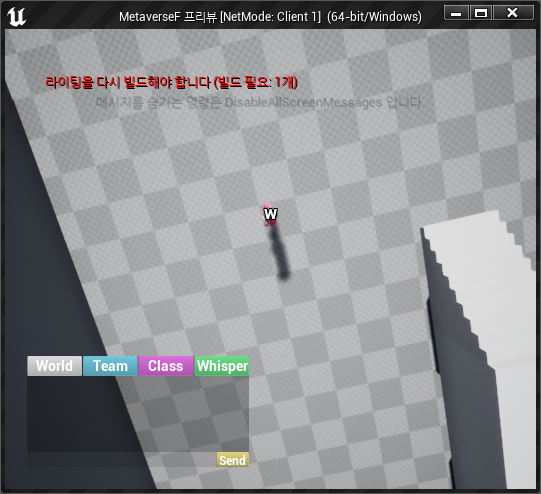 MetaverseF 프리뷰 [NetMode: Client 1] (64-bit/Windows)
라이팅을 다시 빌드해야 합니다 (빌드 필요: 1개)
메시지를 숨기는 명령은 DisableAllScreenMessages 입니다.
W
World Team Class Whisper
Send